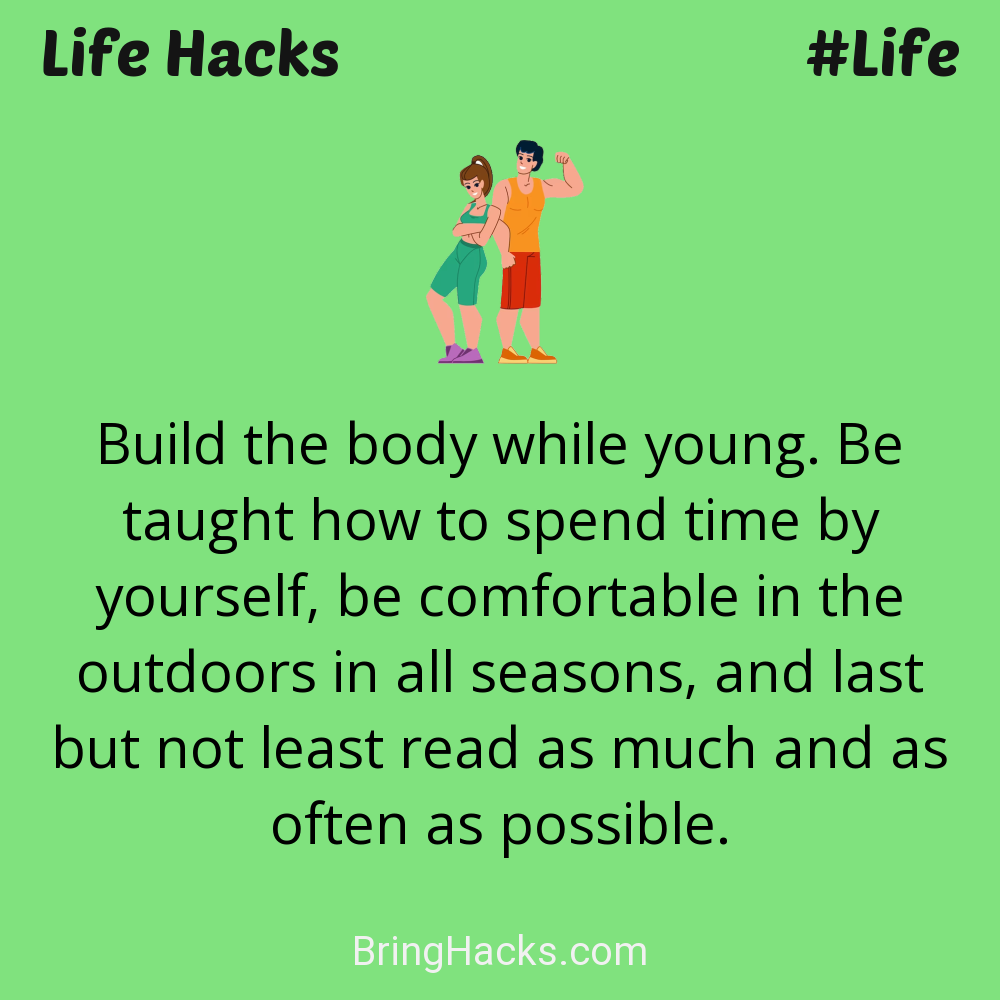 Life Hacks
#Life
Build the body while young. Be
taught how to spend time by
yourself, be comfortable in the
outdoors in all seasons, and last
but not least read as much and as
often as possible.
BringHacks.com